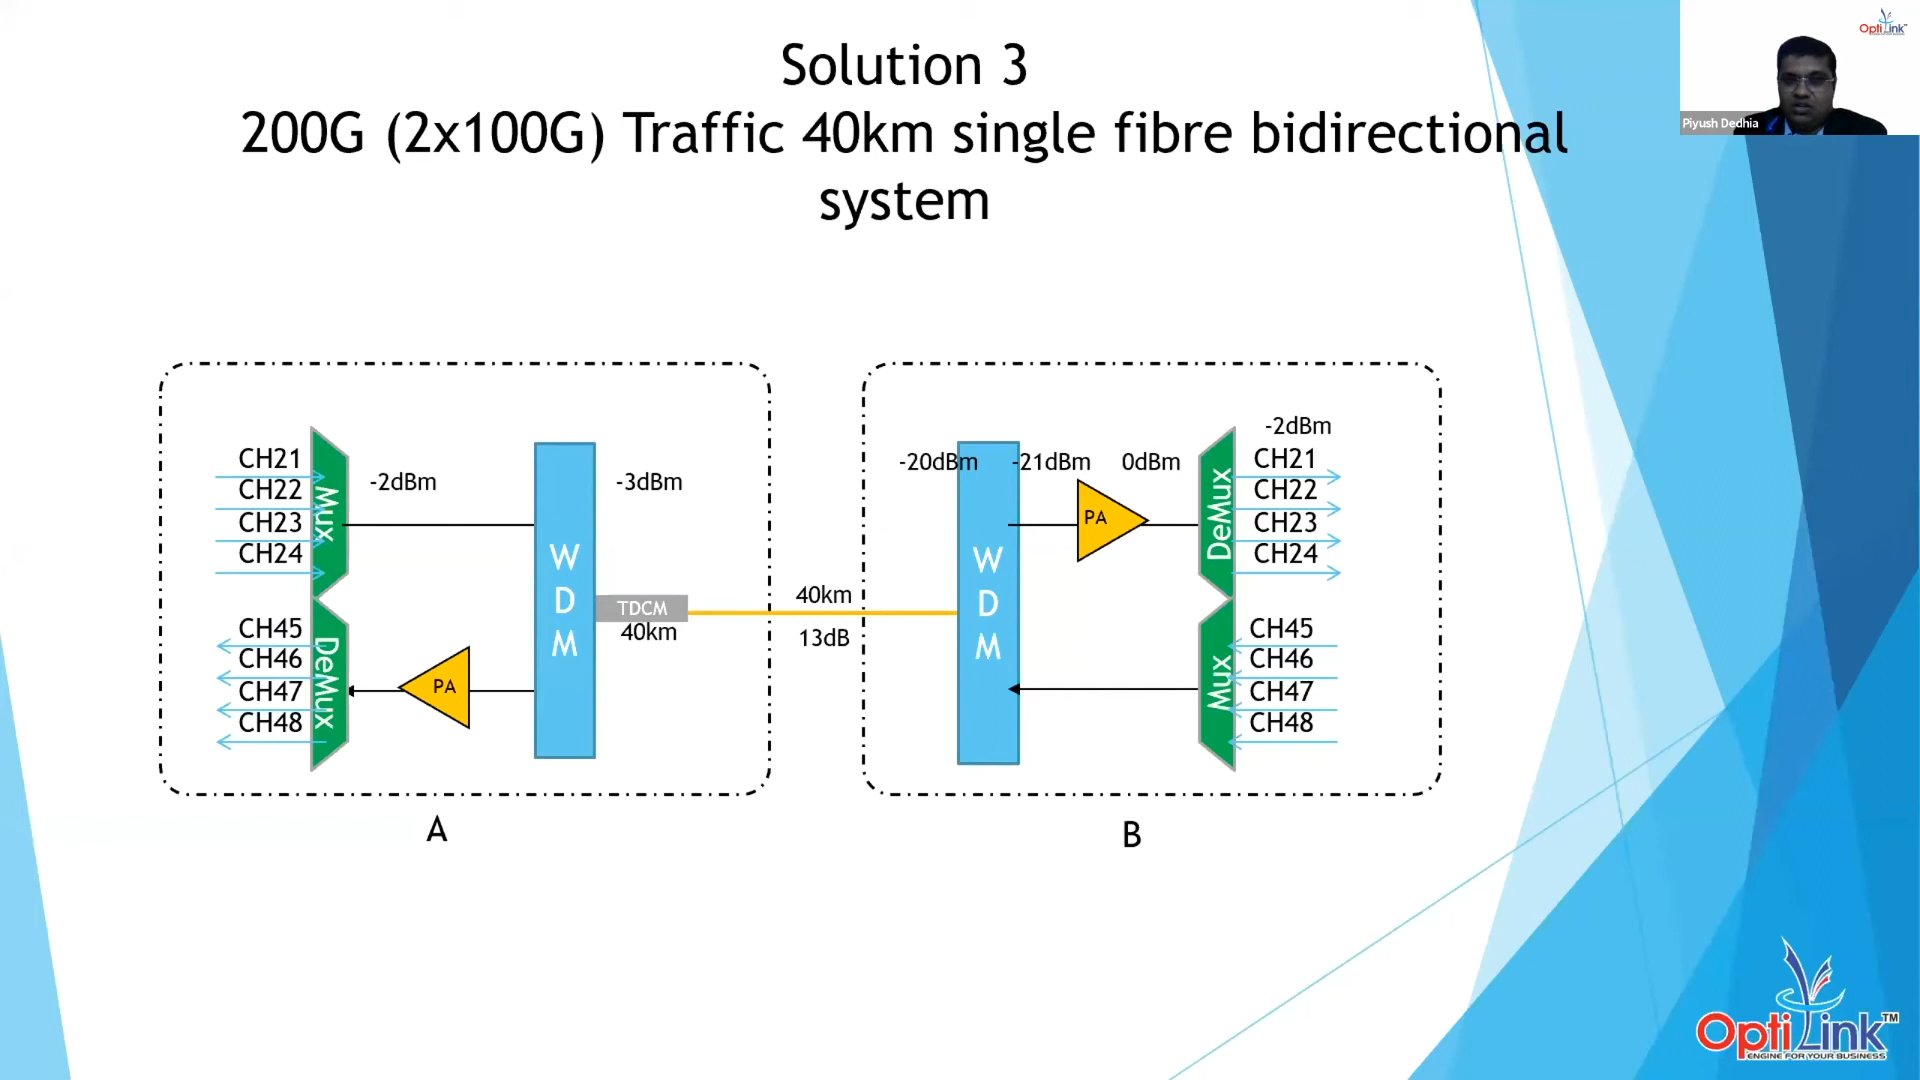 Solution 3
200G (2x100G) Traffic 40km single fibre bidirectional
system
OptiLink™
Piyush Dedhia
CH21
CH22
CH23
CH24
Mux
-2dBm
CH45
CH46
CH47
CH48
DeMux
PA
W
D
M
-3dBm
TDCM
40km
A
40km
13dB
-20dBm
-21dBm
0dBm
W
D
M
PA
DeMux
-2dBm
CH21
CH22
CH23
CH24
Mux
CH45
CH46
CH47
CH48
B
OptiLink™
ENGINE FOR YOUR BUSINESS